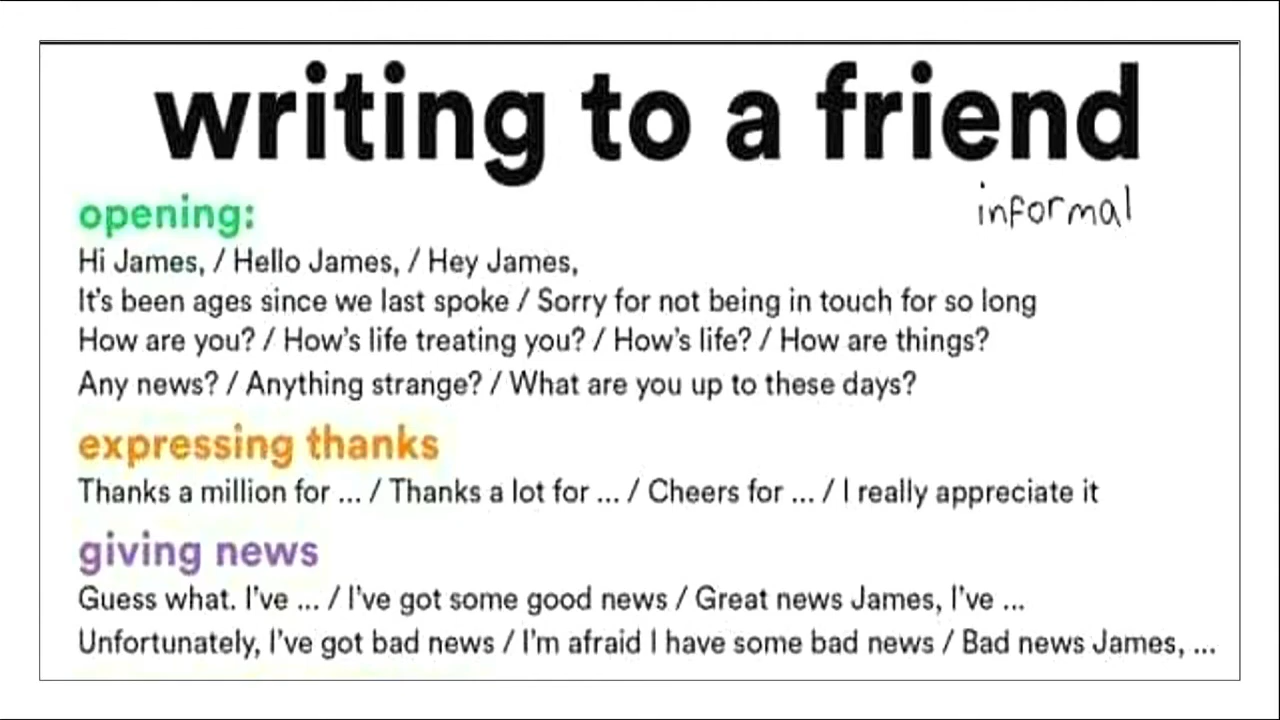 writing to a friend
informal
opening:
Hi James, / Hello James, / Hey James,
It's been ages since we last spoke / Sorry for not being in touch for so long
How are you? / How's life treating you? / How's life? / How are things?
Any news? / Anything strange? / What are you up to these days?
expressing thanks
Thanks a million for ... / Thanks a lot for ... / Cheers for ... / I really appreciate it
giving news
Guess what. I've ... / I've got some good news / Great news James, I've ...
Unfortunately, I've got bad news / I'm afraid I have some bad news / Bad news James, ...